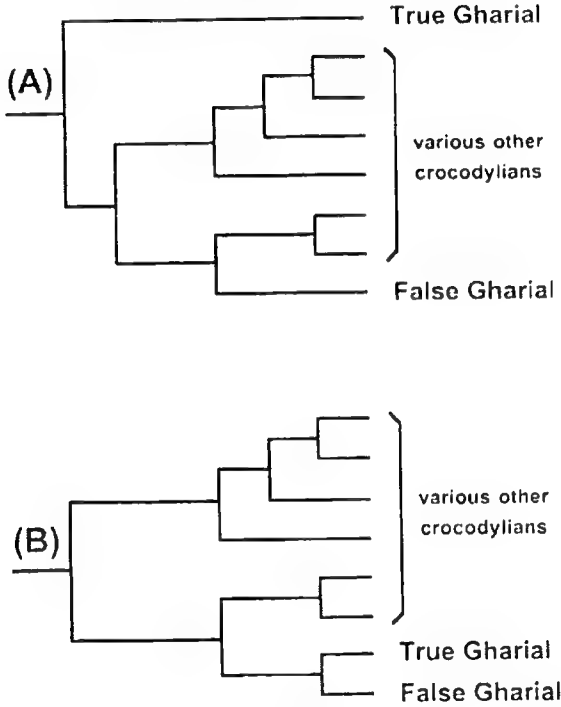 True Gharial
(A)
various other
crocodylians
False Gharial
(B)
various other
crocodylians
True Gharial
False Gharial